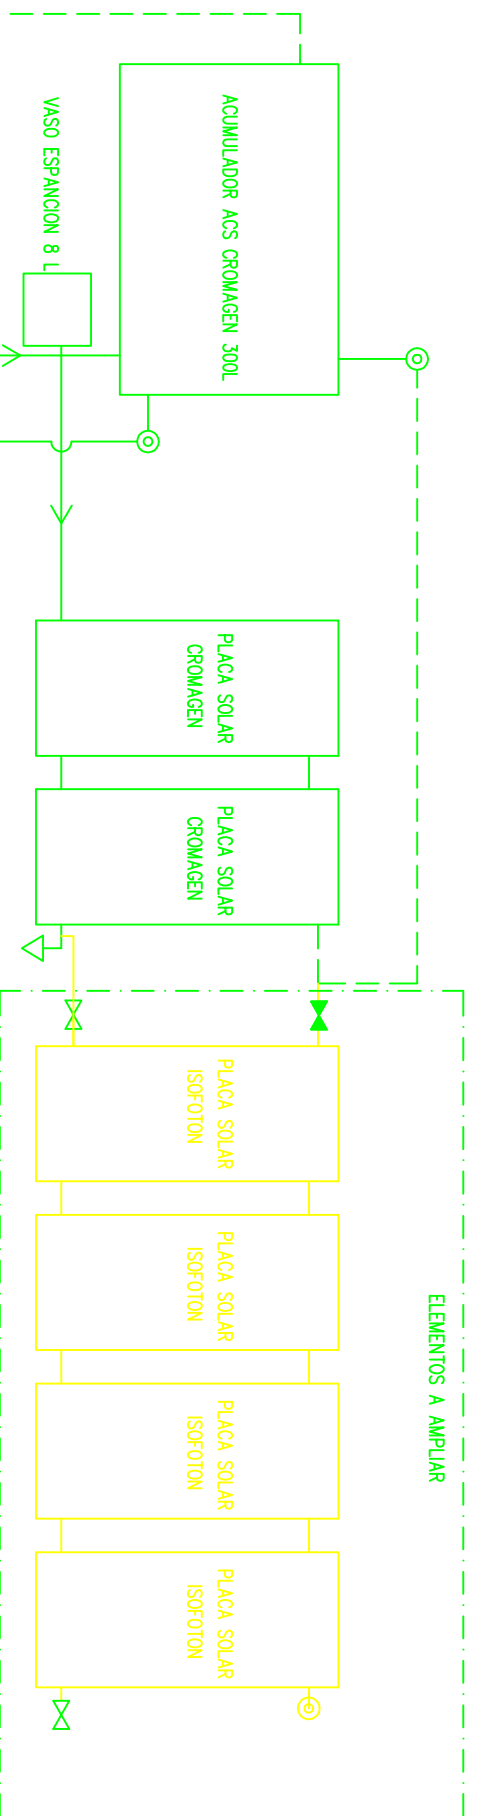 ACUMULADOR ACS CROMAGEN 300L
VASO ESPANCION 8 L
PLACA SOLAR
CROMAGEN
PLACA SOLAR
CROMAGEN
ELEMENTOS A AMPLIAR
PLACA SOLAR
ISOFOTON
PLACA SOLAR
ISOFOTON
PLACA SOLAR
ISOFOTON
PLACA SOLAR
ISOFOTON